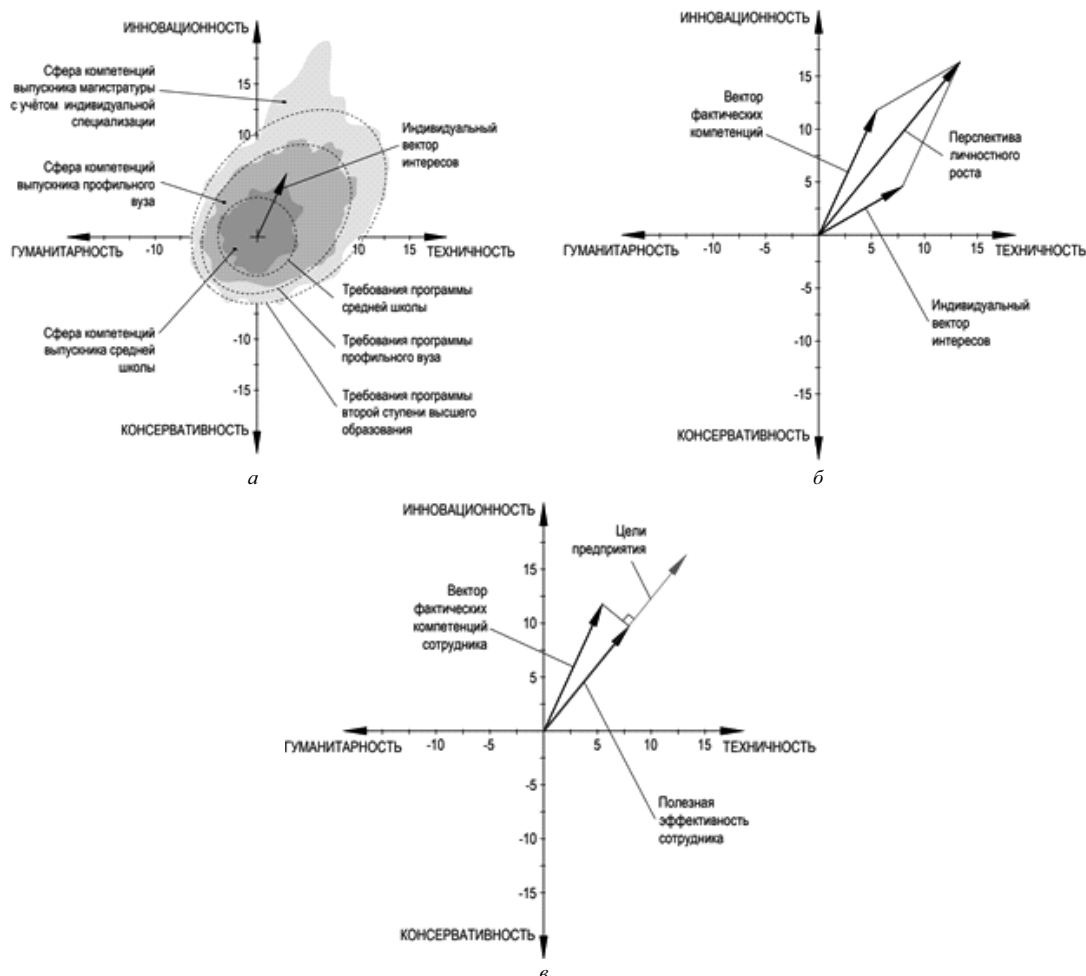 ИННОВАЦИОННОСТЬ
Сфера компетенций
выпускника магистратуры
с учётом индивидуальной
специализации
15
10
Индивидуальный
вектор
интересов
Сфера компетенций
выпускника профильного
вуза
ГУМАНИТАРНОСТЬ
-10
10
15
ТЕХНИЧНОСТЬ
Требования программы
средней школы
Сфера компетенций
выпускника средней
школы
-10
Требования программы
профильного вуза
-15
Требования программы
второй ступени высшего
образования
КОНСЕРВАТИВНОСТЬ
а
ИННОВАЦИОННОСТЬ
15
Вектор
фактических
компетенций
10
Перспектива
личностного
роста
5
ГУМАНИТАРНОСТЬ
-10
-5
5
10
15
ТЕХНИЧНОСТЬ
-5
Индивидуальный
вектор
интересов
-10
-15
КОНСЕРВАТИВНОСТЬ
б
ИННОВАЦИОННОСТЬ
Цели
предприятия
15
Вектор
фактических
компетенций
сотрудника
10
5
ГУМАНИТАРНОСТЬ
-10
-5
5
10
15
ТЕХНИЧНОСТЬ
-5
Полезная
эффективность
сотрудника
-10
-15
КОНСЕРВАТИВНОСТЬ
в